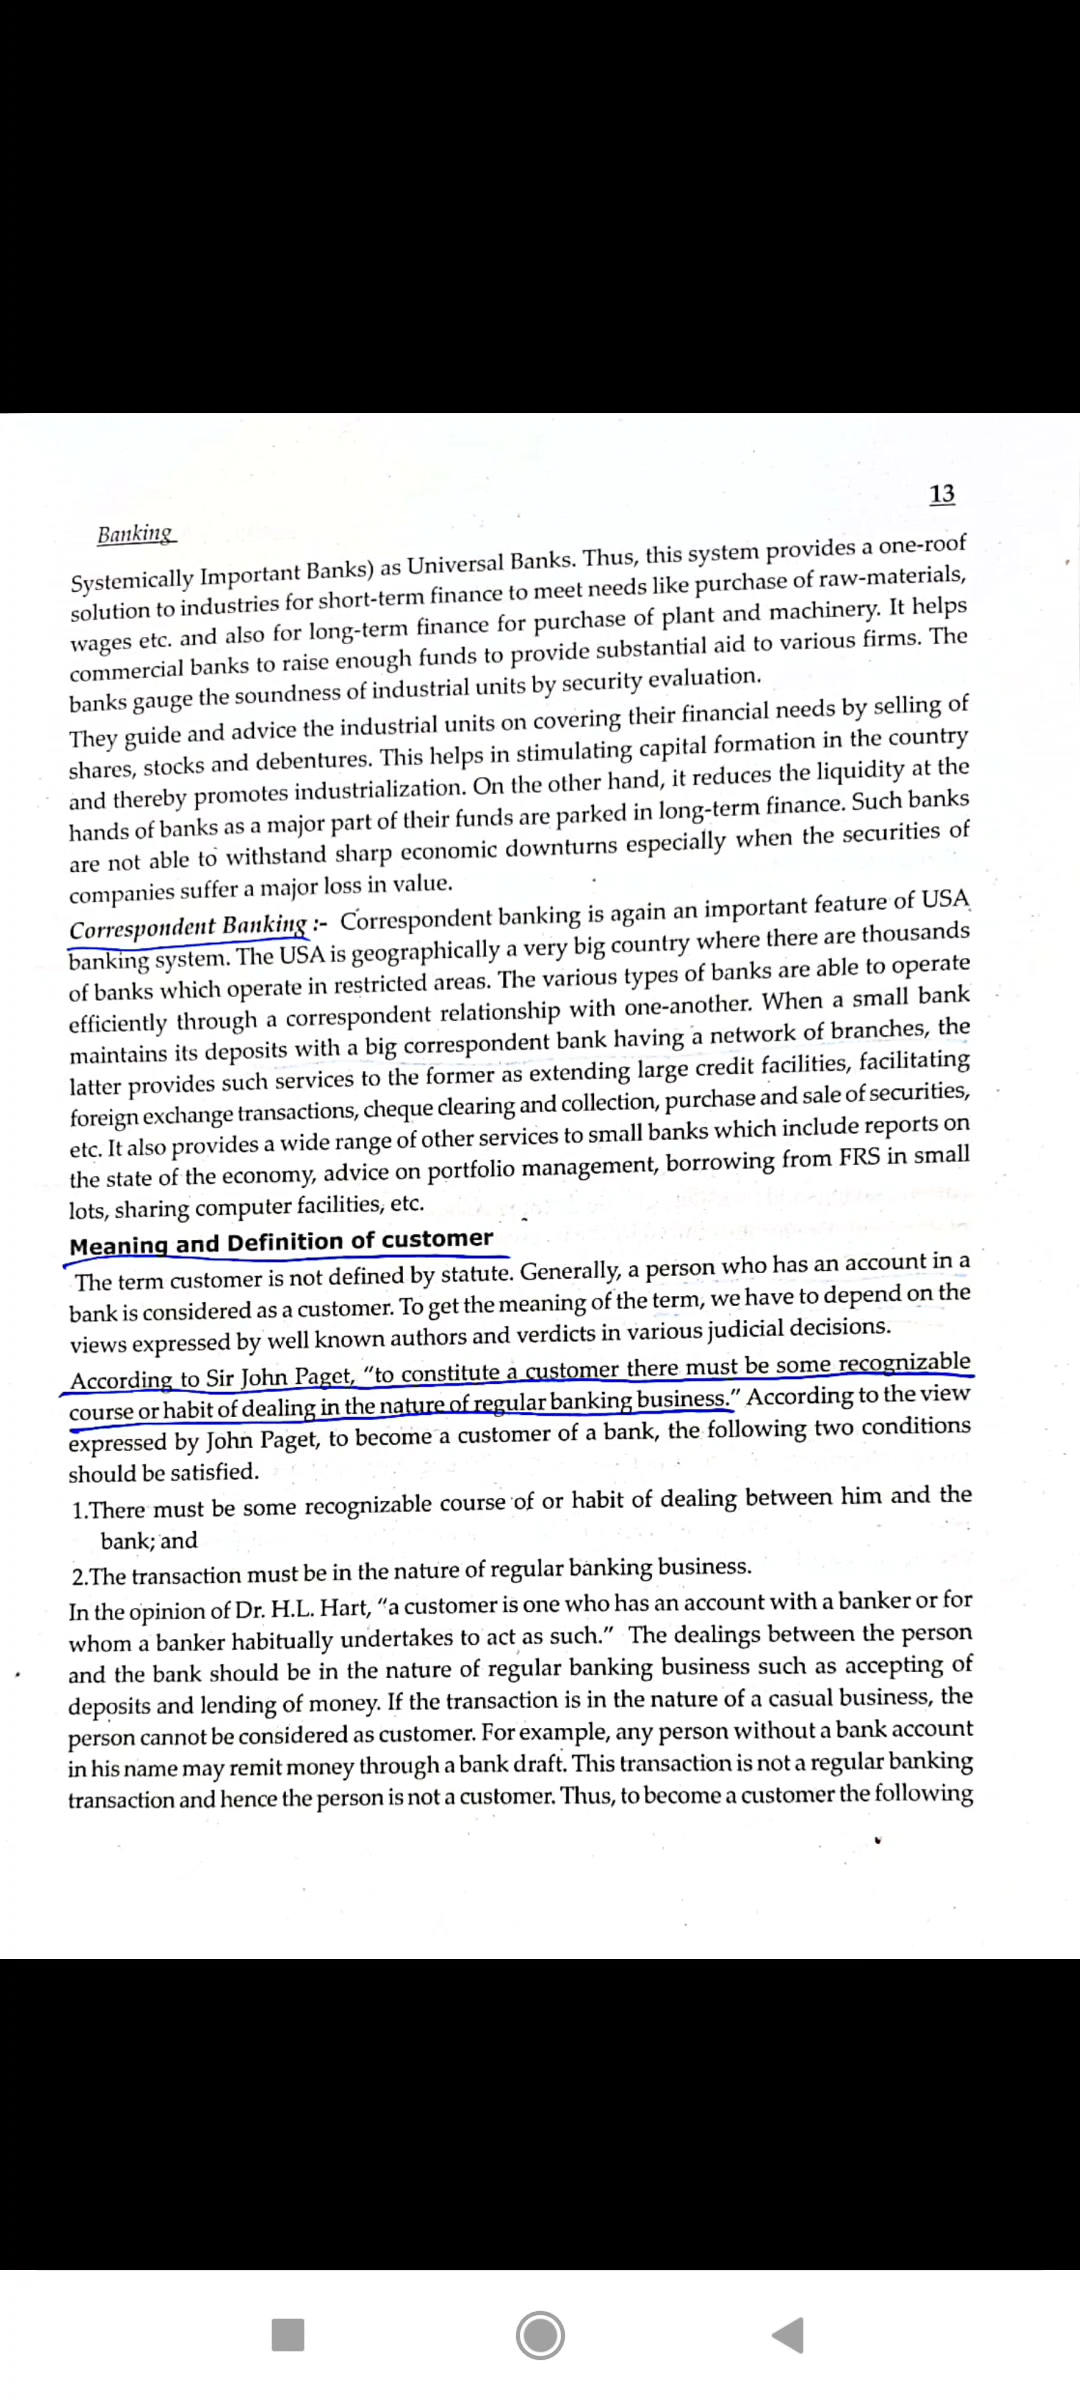 13
Banking
Systemically Important Banks) as Universal Banks. Thus, this system provides a one-roof
solution to industries for short-term finance to meet needs like purchase of raw-materials,
wages etc. and also for long-term finance for purchase of plant and machinery. It helps
commercial banks to raise enough funds to provide substantial aid to various firms. The
banks gauge the soundness of industrial units by security evaluation.
They guide and advice the industrial units on covering their financial needs by selling of
shares, stocks and debentures. This helps in stimulating capital formation in the country
and thereby promotes industrialization. On the other hand, it reduces the liquidity at the
hands of banks as a major part of their funds are parked in long-term finance. Such banks
are not able to withstand sharp economic downturns especially when the securities of
companies suffer a major loss in value.
Correspondent Banking :- Correspondent banking is again an important feature of USA
banking system. The USA is geographically a very big country where there are thousands
of banks which operate in restricted areas. The various types of banks are able to operate
efficiently through a correspondent relationship with one-another. When a small bank
maintains its deposits with a big correspondent bank having a network of branches, the
latter provides such services to the former as extending large credit facilities, facilitating
foreign exchange transactions, cheque clearing and collection, purchase and sale of securities,
etc. It also provides a wide range of other services to small banks which include reports on
the state of the economy, advice on portfolio management, borrowing from FRS in small
lots, sharing computer facilities, etc.
Meaning and Definition of customer
The term customer is not defined by statute. Generally, a person who has an account in a
bank is considered as a customer. To get the meaning of the term, we have to depend on the
views expressed by well known authors and verdicts in various judicial decisions.
According to Sir John Paget, "to constitute a customer there must be some recognizable
course or habit of dealing in the nature of regular banking business." According to the view
expressed by John Paget, to become a customer of a bank, the following two conditions
should be satisfied.
1.There must be some recognizable course of or habit of dealing between him and the
bank; and
2.The transaction must be in the nature of regular banking business.
In the opinion of Dr. H.L. Hart, "a customer is one who has an account with a banker or for
whom a banker habitually undertakes to act as such." The dealings between the person
and the bank should be in the nature of regular banking business such as accepting of
deposits and lending of money. If the transaction is in the nature of a casual business, the
person cannot be considered as customer. For example, any person without a bank account
in his name may remit money through a bank draft. This transaction is not a regular banking
transaction and hence the person is not a customer. Thus, to become a customer the following